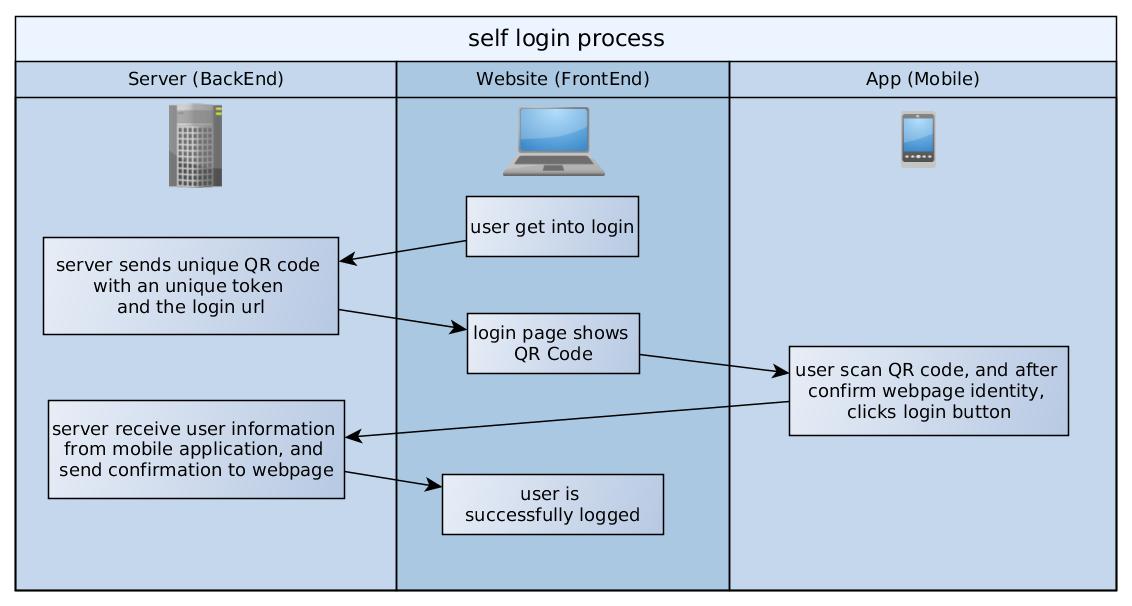 self login process
Server (BackEnd)
Website (FrontEnd)
App (Mobile)
user get into login
server sends unique QR code
with an unique token
and the login url
login page shows
QR Code
user scan QR code, and after
confirm webpage identity,
clicks login button
server receive user information
from mobile application, and
send confirmation to webpage
user is
successfully logged